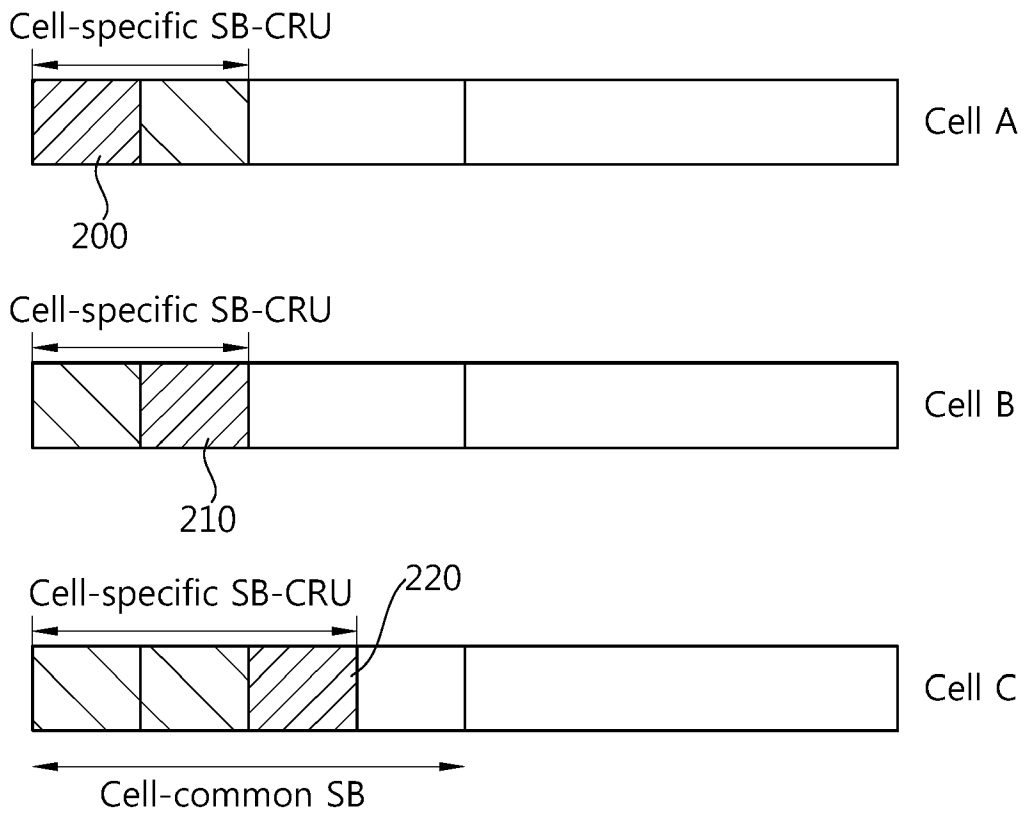 Cell-specific SB-CRU
Cell A
200
Cell-specific SB-CRU
Cell B
210
Cell-specific SB-CRU
220
Cell C
Cell-common SB